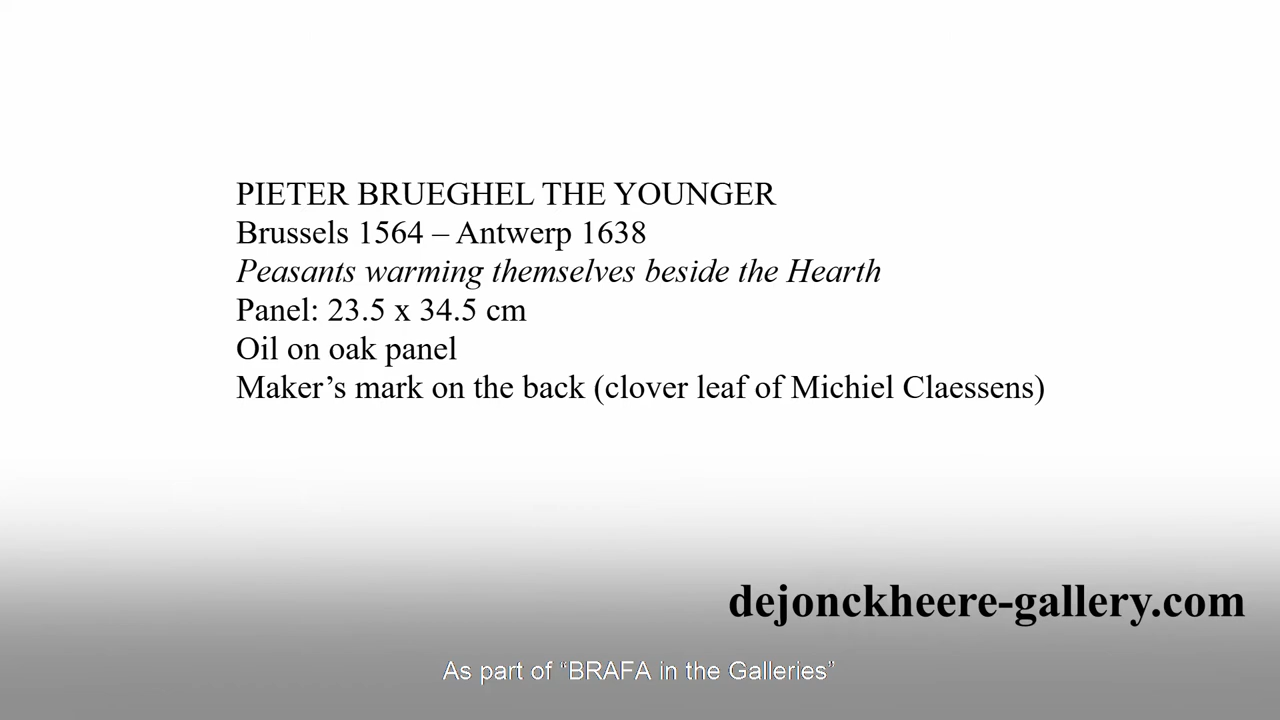 PIETER BRUEGHEL THE YOUNGER
Brussels 1564 – Antwerp 1638
Peasants warming themselves beside the Hearth
Panel: 23.5 x 34.5 cm
Oil on oak panel
Maker’s mark on the back (clover leaf of Michiel Claessens)
dejonckheere-gallery.com
As part of “BRAFA in the Galleries”